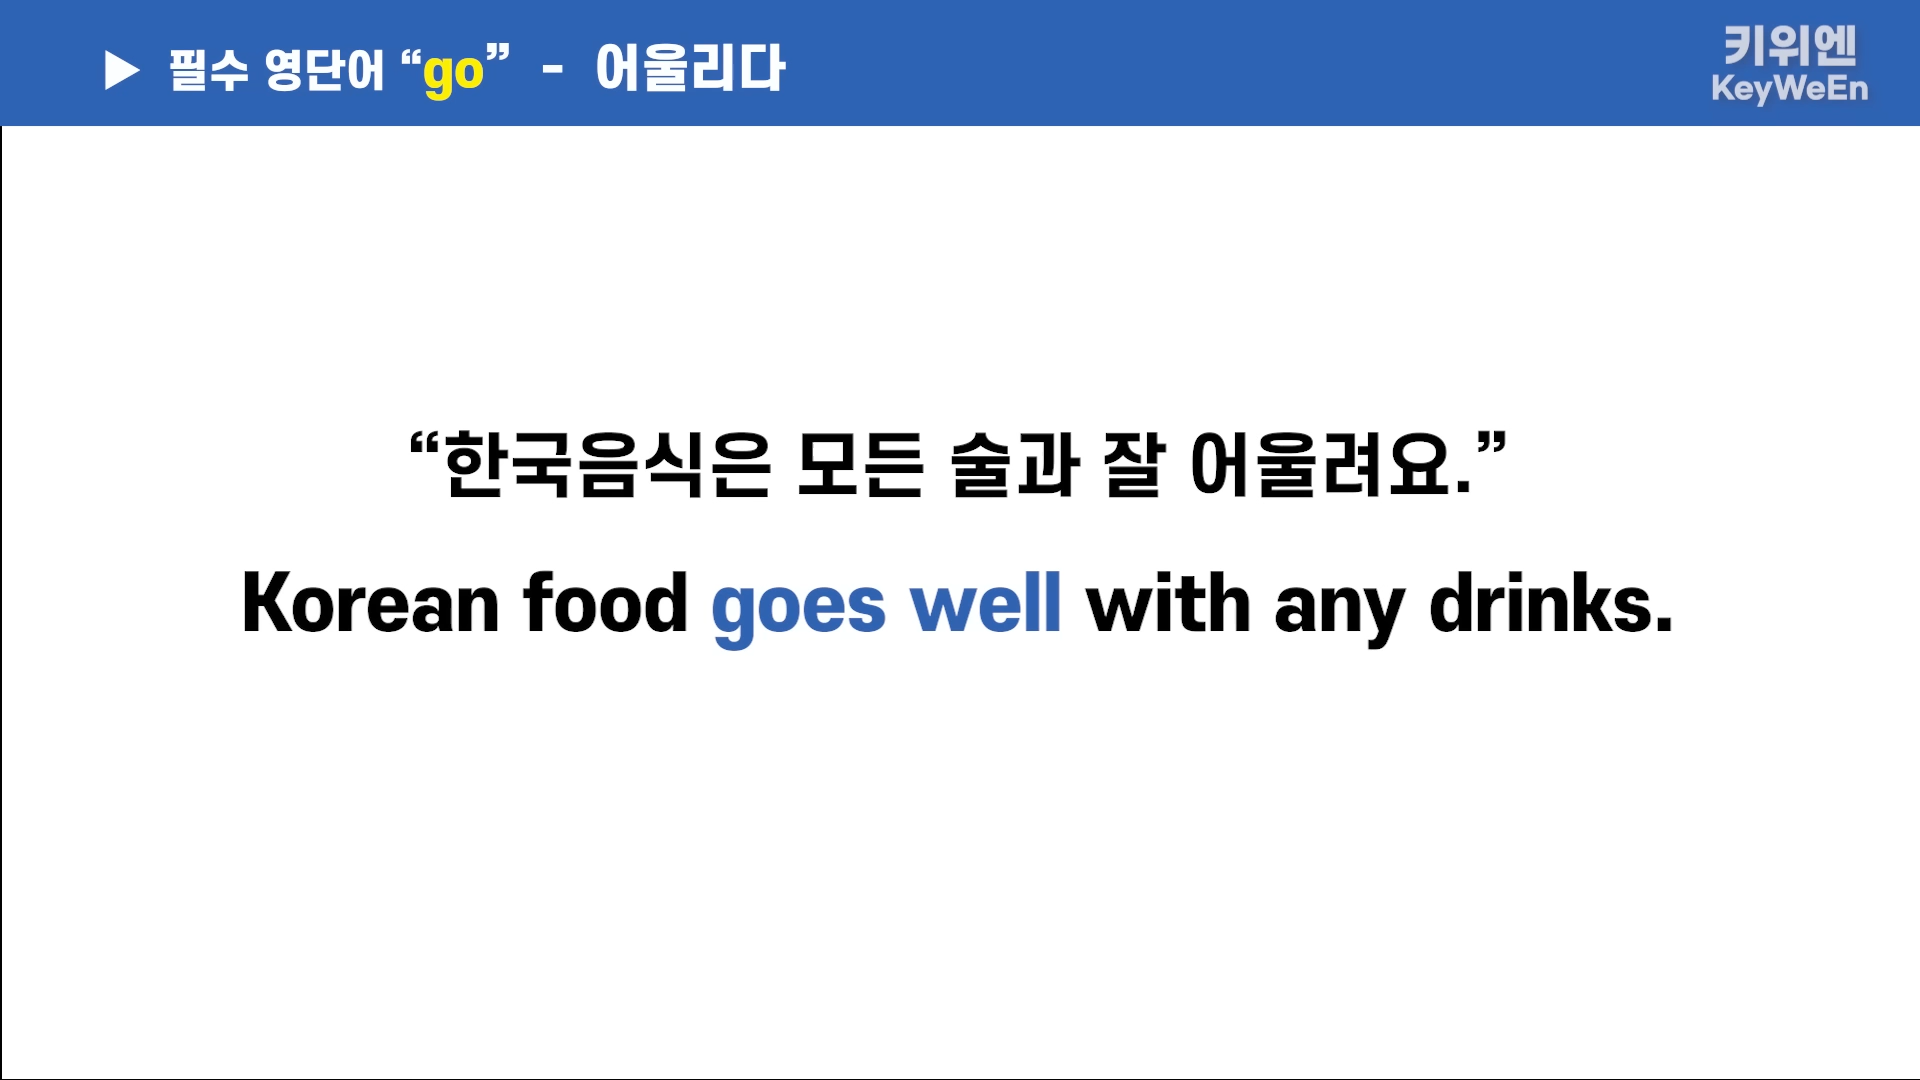 ▶ 필수 영단어 “go” - 어울리다
키위엔
KeyWeEn
“한국음식은 모든 술과 잘 어울려요.”
Korean food goes well with any drinks.